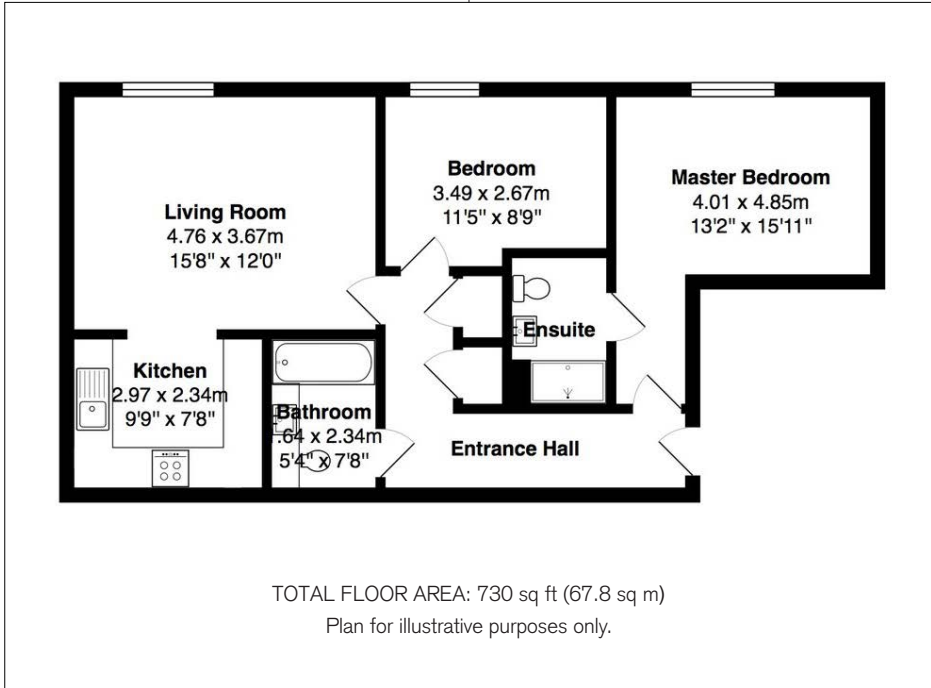 Living Room
4.76 x 3.67m
15'8" x 12'0"
Bedroom
3.49 x 2.67m
11'5" x 8'9"
Master Bedroom
4.01 x 4.85m
13'2" x 15'11"
Kitchen
2.97 x 2.34m
9'9" x 7'8"
Bathroom
.64 x 2.34m
5'4" x 7'8"
Ensuite
Entrance Hall
TOTAL FLOOR AREA: 730 sq ft (67.8 sq m)
Plan for illustrative purposes only.